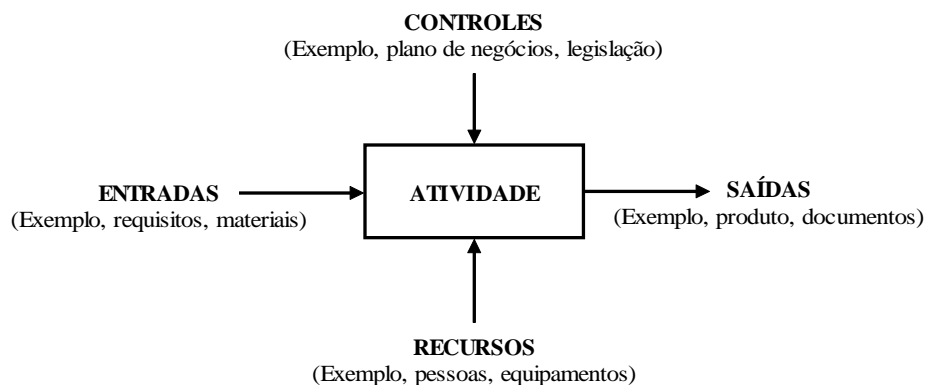 CONTROLES
(Exemplo, plano de negócios, legislação)
ENTRADAS
(Exemplo, requisitos, materiais)
ATIVIDADE
SAÍDAS
(Exemplo, produto, documentos)
RECURSOS
(Exemplo, pessoas, equipamentos)